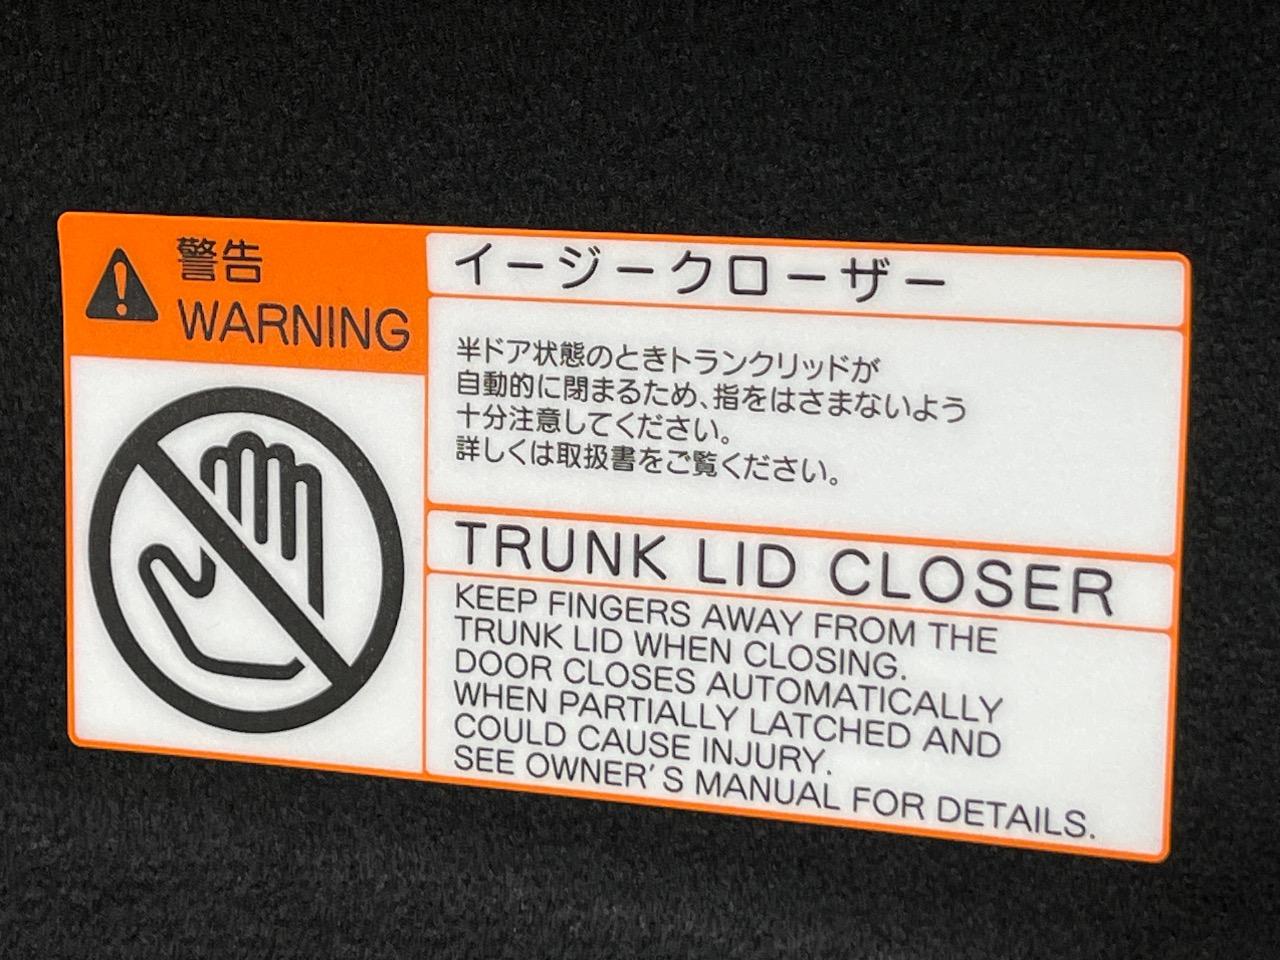 警告
WARNING
イージークローザー
半ドア状態のときトランクリッドが
自動的に閉まるため、指をはさまないよう
十分注意してください。
詳しくは取扱書をご覧ください。
TRUNK LID CLOSER
KEEP FINGERS AWAY FROM THE
TRUNK LID WHEN CLOSING.
DOOR CLOSES AUTOMATICALLY
WHEN PARTIALLY LATCHED AND
COULD CAUSE INJURY.
SEE OWNER'S MANUAL FOR DETAILS.